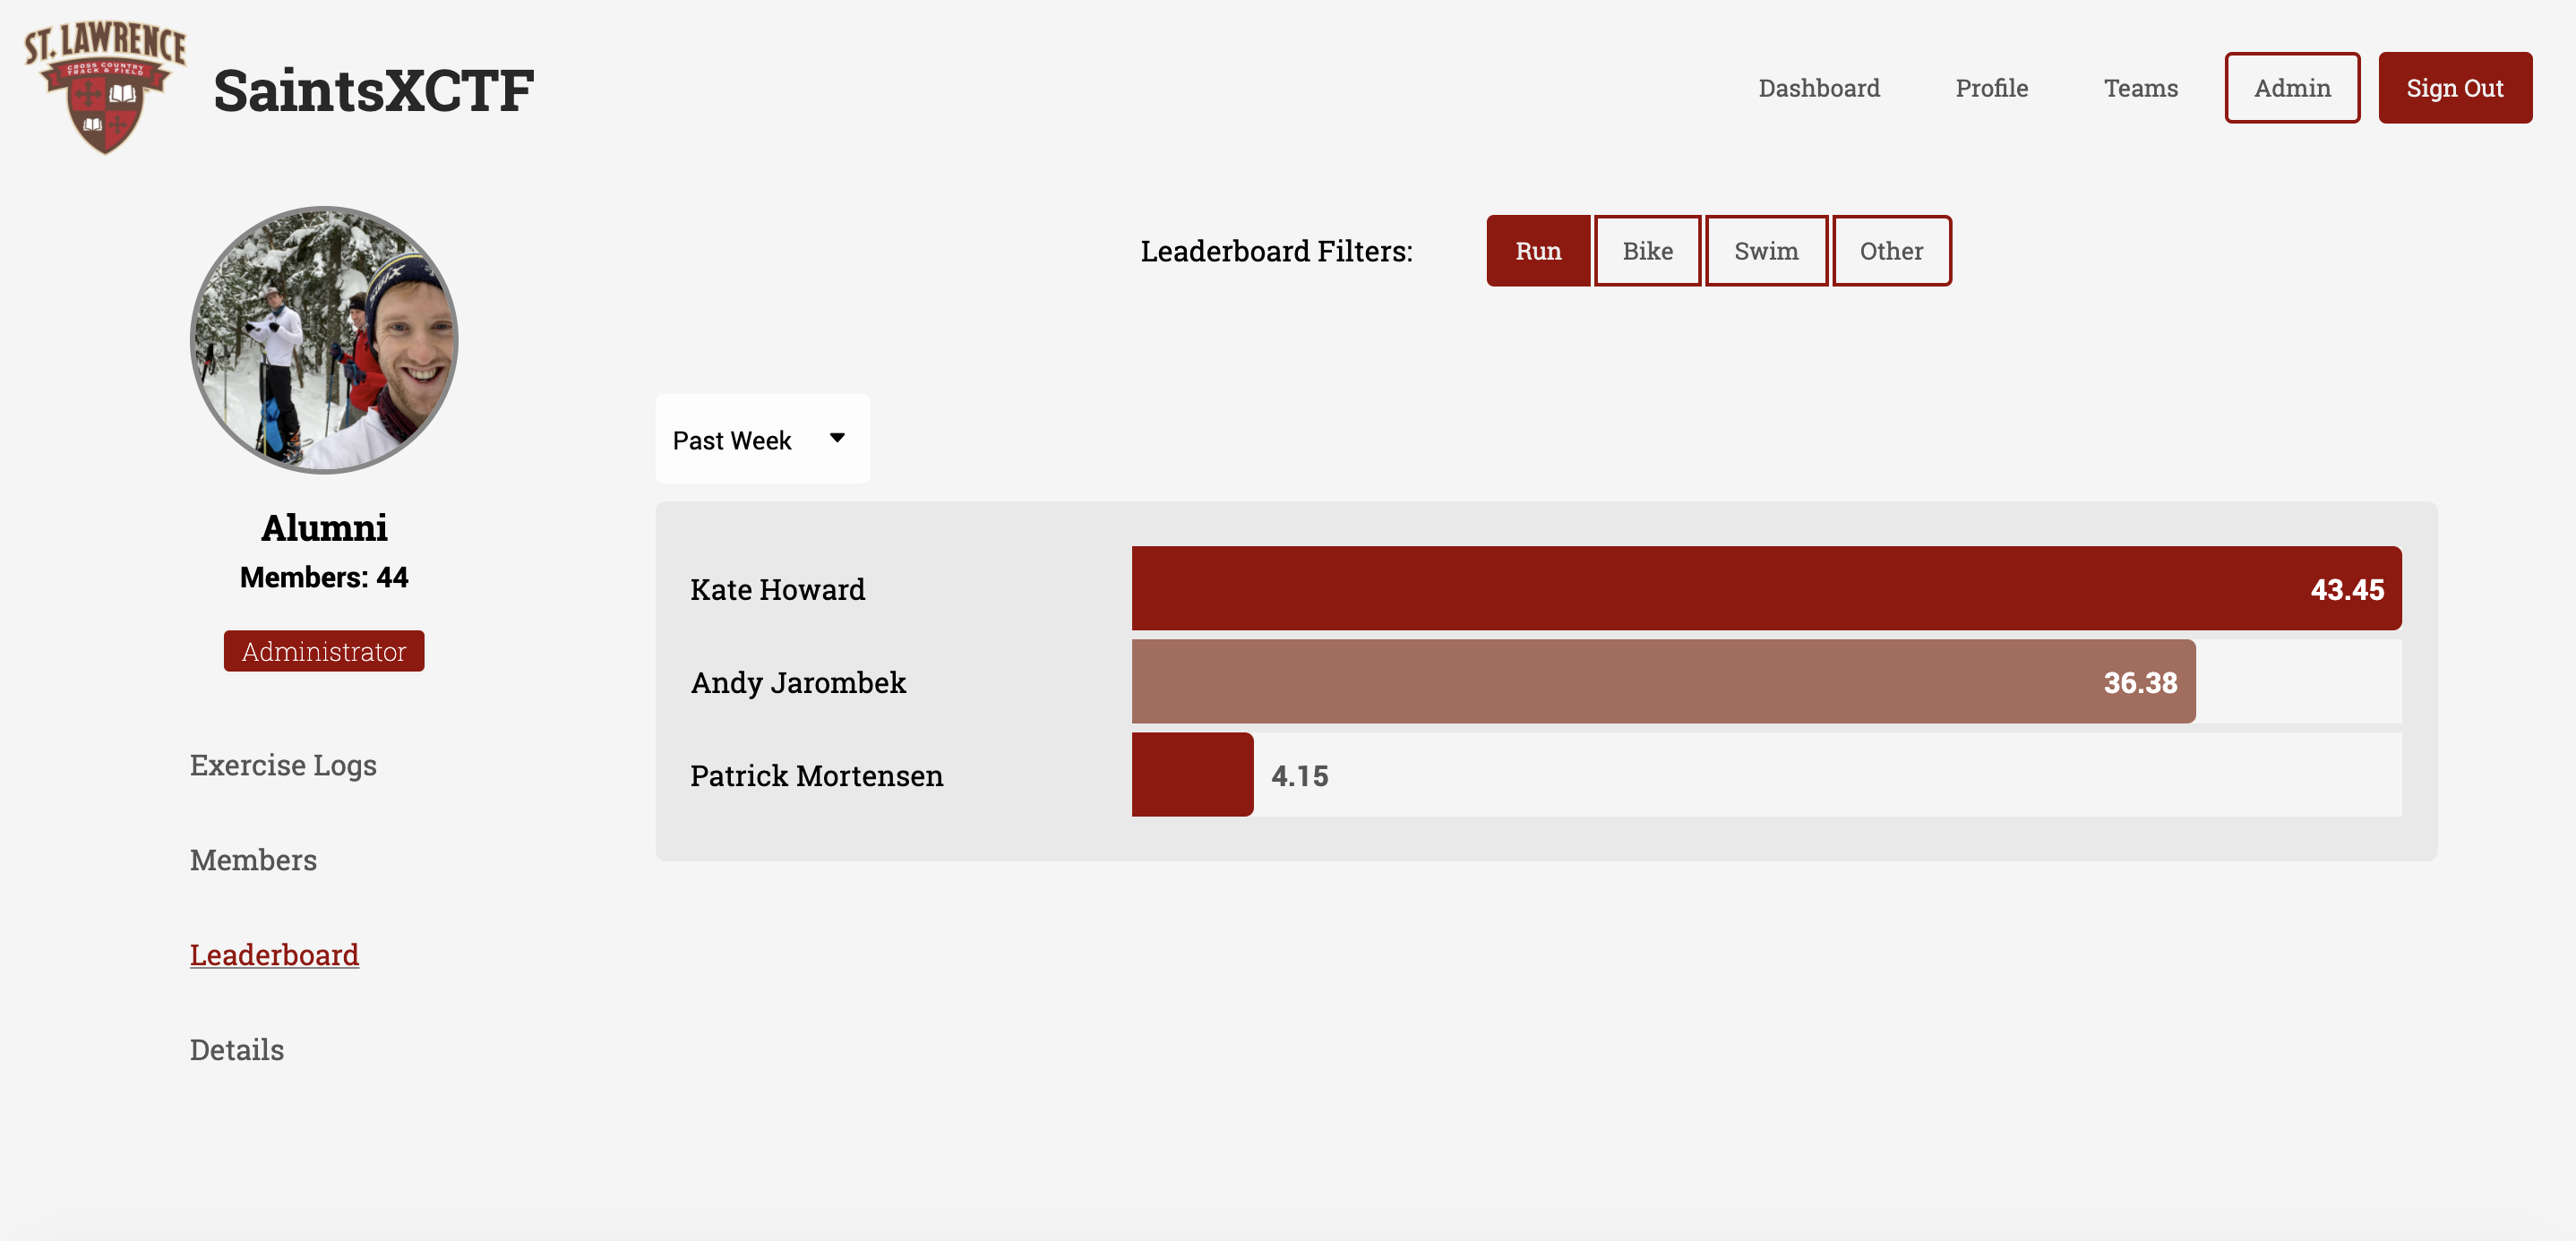 ST. LAWRENCE
CROSS COUNTRY
TRACK & FIELD
SaintsXCTF
Dashboard
Profile
Teams
Admin
Sign Out
Leaderboard Filters:
Run
Bike
Swim
Other
Past Week
Alumni
Members: 44
Administrator
Exercise Logs
Members
Leaderboard
Details
Kate Howard
43.45
Andy Jarombek
36.38
Patrick Mortensen
4.15